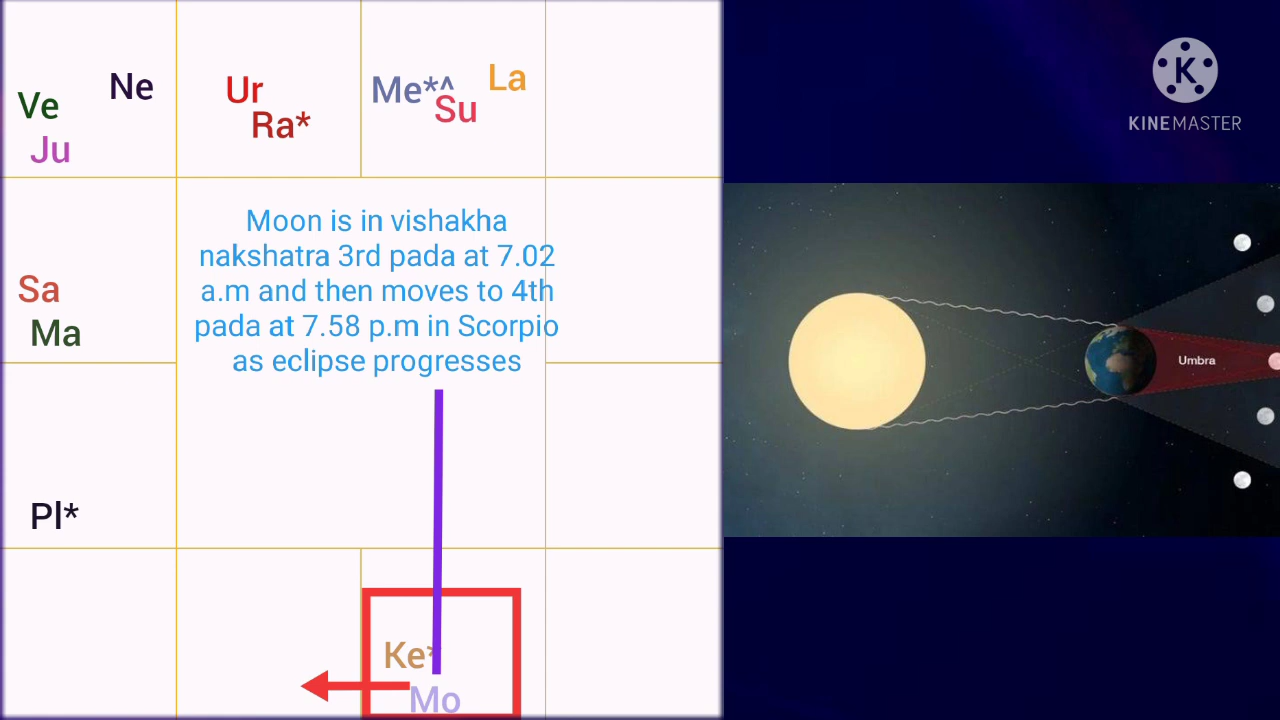 Ne
Ve
Ju
Ur
Ra*
Me*^
Su
La
Moon is in vishakha
nakshatra 3rd pada at 7.02
a.m and then moves to 4th
pada at 7.58 p.m in Scorpio
as eclipse progresses
Sa
Ma
Pl*
Ke*
Mo
KINEMASTER
K
Umbra